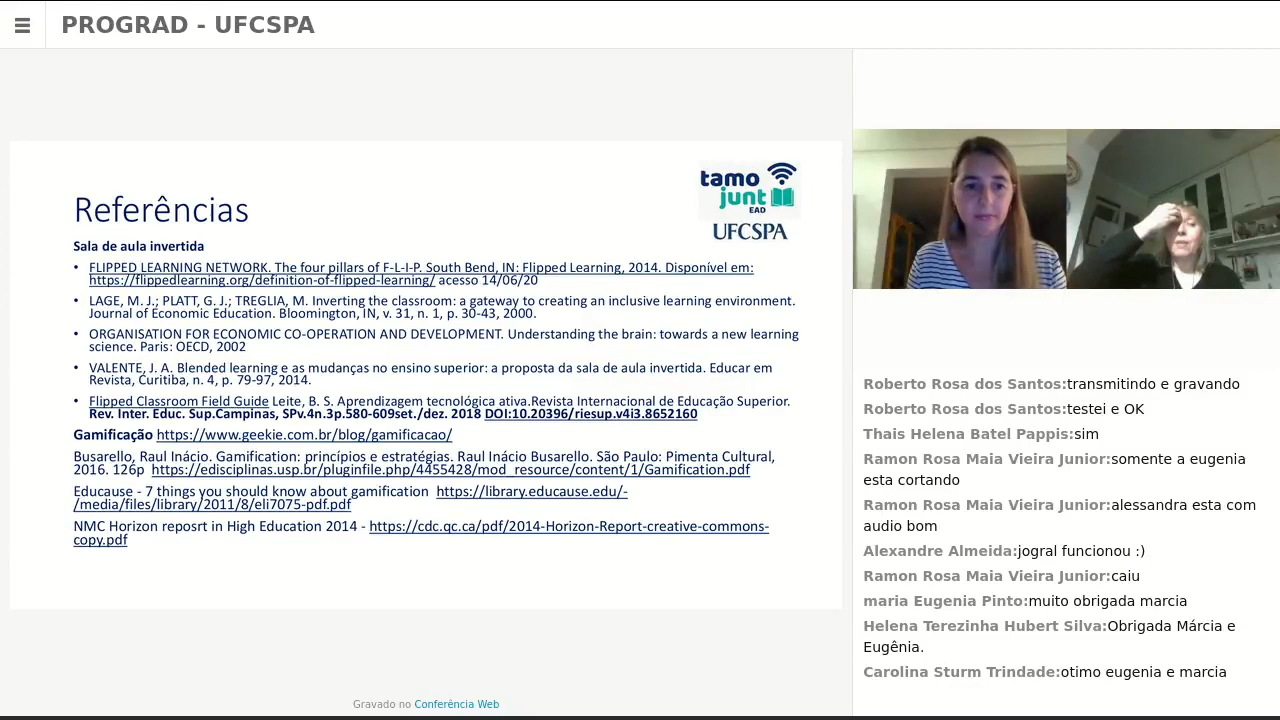 PROGRAD - UFCSPA
tamo
junt
EAD
UFCSPA
Referências
Sala de aula invertida
• FLIPPED LEARNING NETWORK. The four pillars of F-L-I-P. South Bend, IN: Flipped Learning, 2014. Disponível em:
https://flippedlearning.org/definition-of-flipped-learning/ acesso 14/06/20
• LAGE, M. J.; PLATT, G. J.; TREGLIA, M. Inverting the classroom: a gateway to creating an inclusive learning environment.
Journal of Economic Education. Bloomington, IN, v. 31, n. 1, p. 30-43, 2000.
• ORGANISATION FOR ECONOMIC CO-OPERATION AND DEVELOPMENT. Understanding the brain: towards a new learning
science. Paris: OECD, 2002
• VALENTE, J. A. Blended learning e as mudanças no ensino superior: a proposta da sala de aula invertida. Educar em
Revista, Curitiba, n. 4, p. 79-97, 2014.
• Flipped Classroom Field Guide Leite, B. S. Aprendizagem tecnológica ativa.Revista Internacional de Educação Superior.
Rev. Inter. Educ. Sup.Campinas, SPv.4n.3p.580-609set./dez. 2018 DOI:10.20396/riesup.v4i3.8652160
Gamificação https://www.geekie.com.br/blog/gamificacao/
Busarello, Raul Inácio. Gamification: princípios e estratégias. Raul Inácio Busarello. São Paulo: Pimenta Cultural,
2016. 126p https://edisciplinas.usp.br/pluginfile.php/4455428/mod_resource/content/1/Gamification.pdf
Educause - 7 things you should know about gamification https://library.educause.edu/-
/media/files/library/2011/8/eli7075-pdf.pdf
NMC Horizon reposrt in High Education 2014 - https://cdc.qc.ca/pdf/2014-Horizon-Report-creative-commons-
copy.pdf
Gravado no Conferência Web
Roberto Rosa dos Santos:transmitindo e gravando
Roberto Rosa dos Santos:testei e OK
Thais Helena Batel Pappis:sim
Ramon Rosa Maia Vieira Junior:somente a eugenia
esta cortando
Ramon Rosa Maia Vieira Junior:alessandra esta com
audio bom
Alexandre Almeida:jogral funcionou :)
Ramon Rosa Maia Vieira Junior:caiu
maria Eugenia Pinto:muito obrigada marcia
Helena Terezinha Hubert Silva:Obrigada Márcia e
Eugênia.
Carolina Sturm Trindade:otimo eugenia e marcia